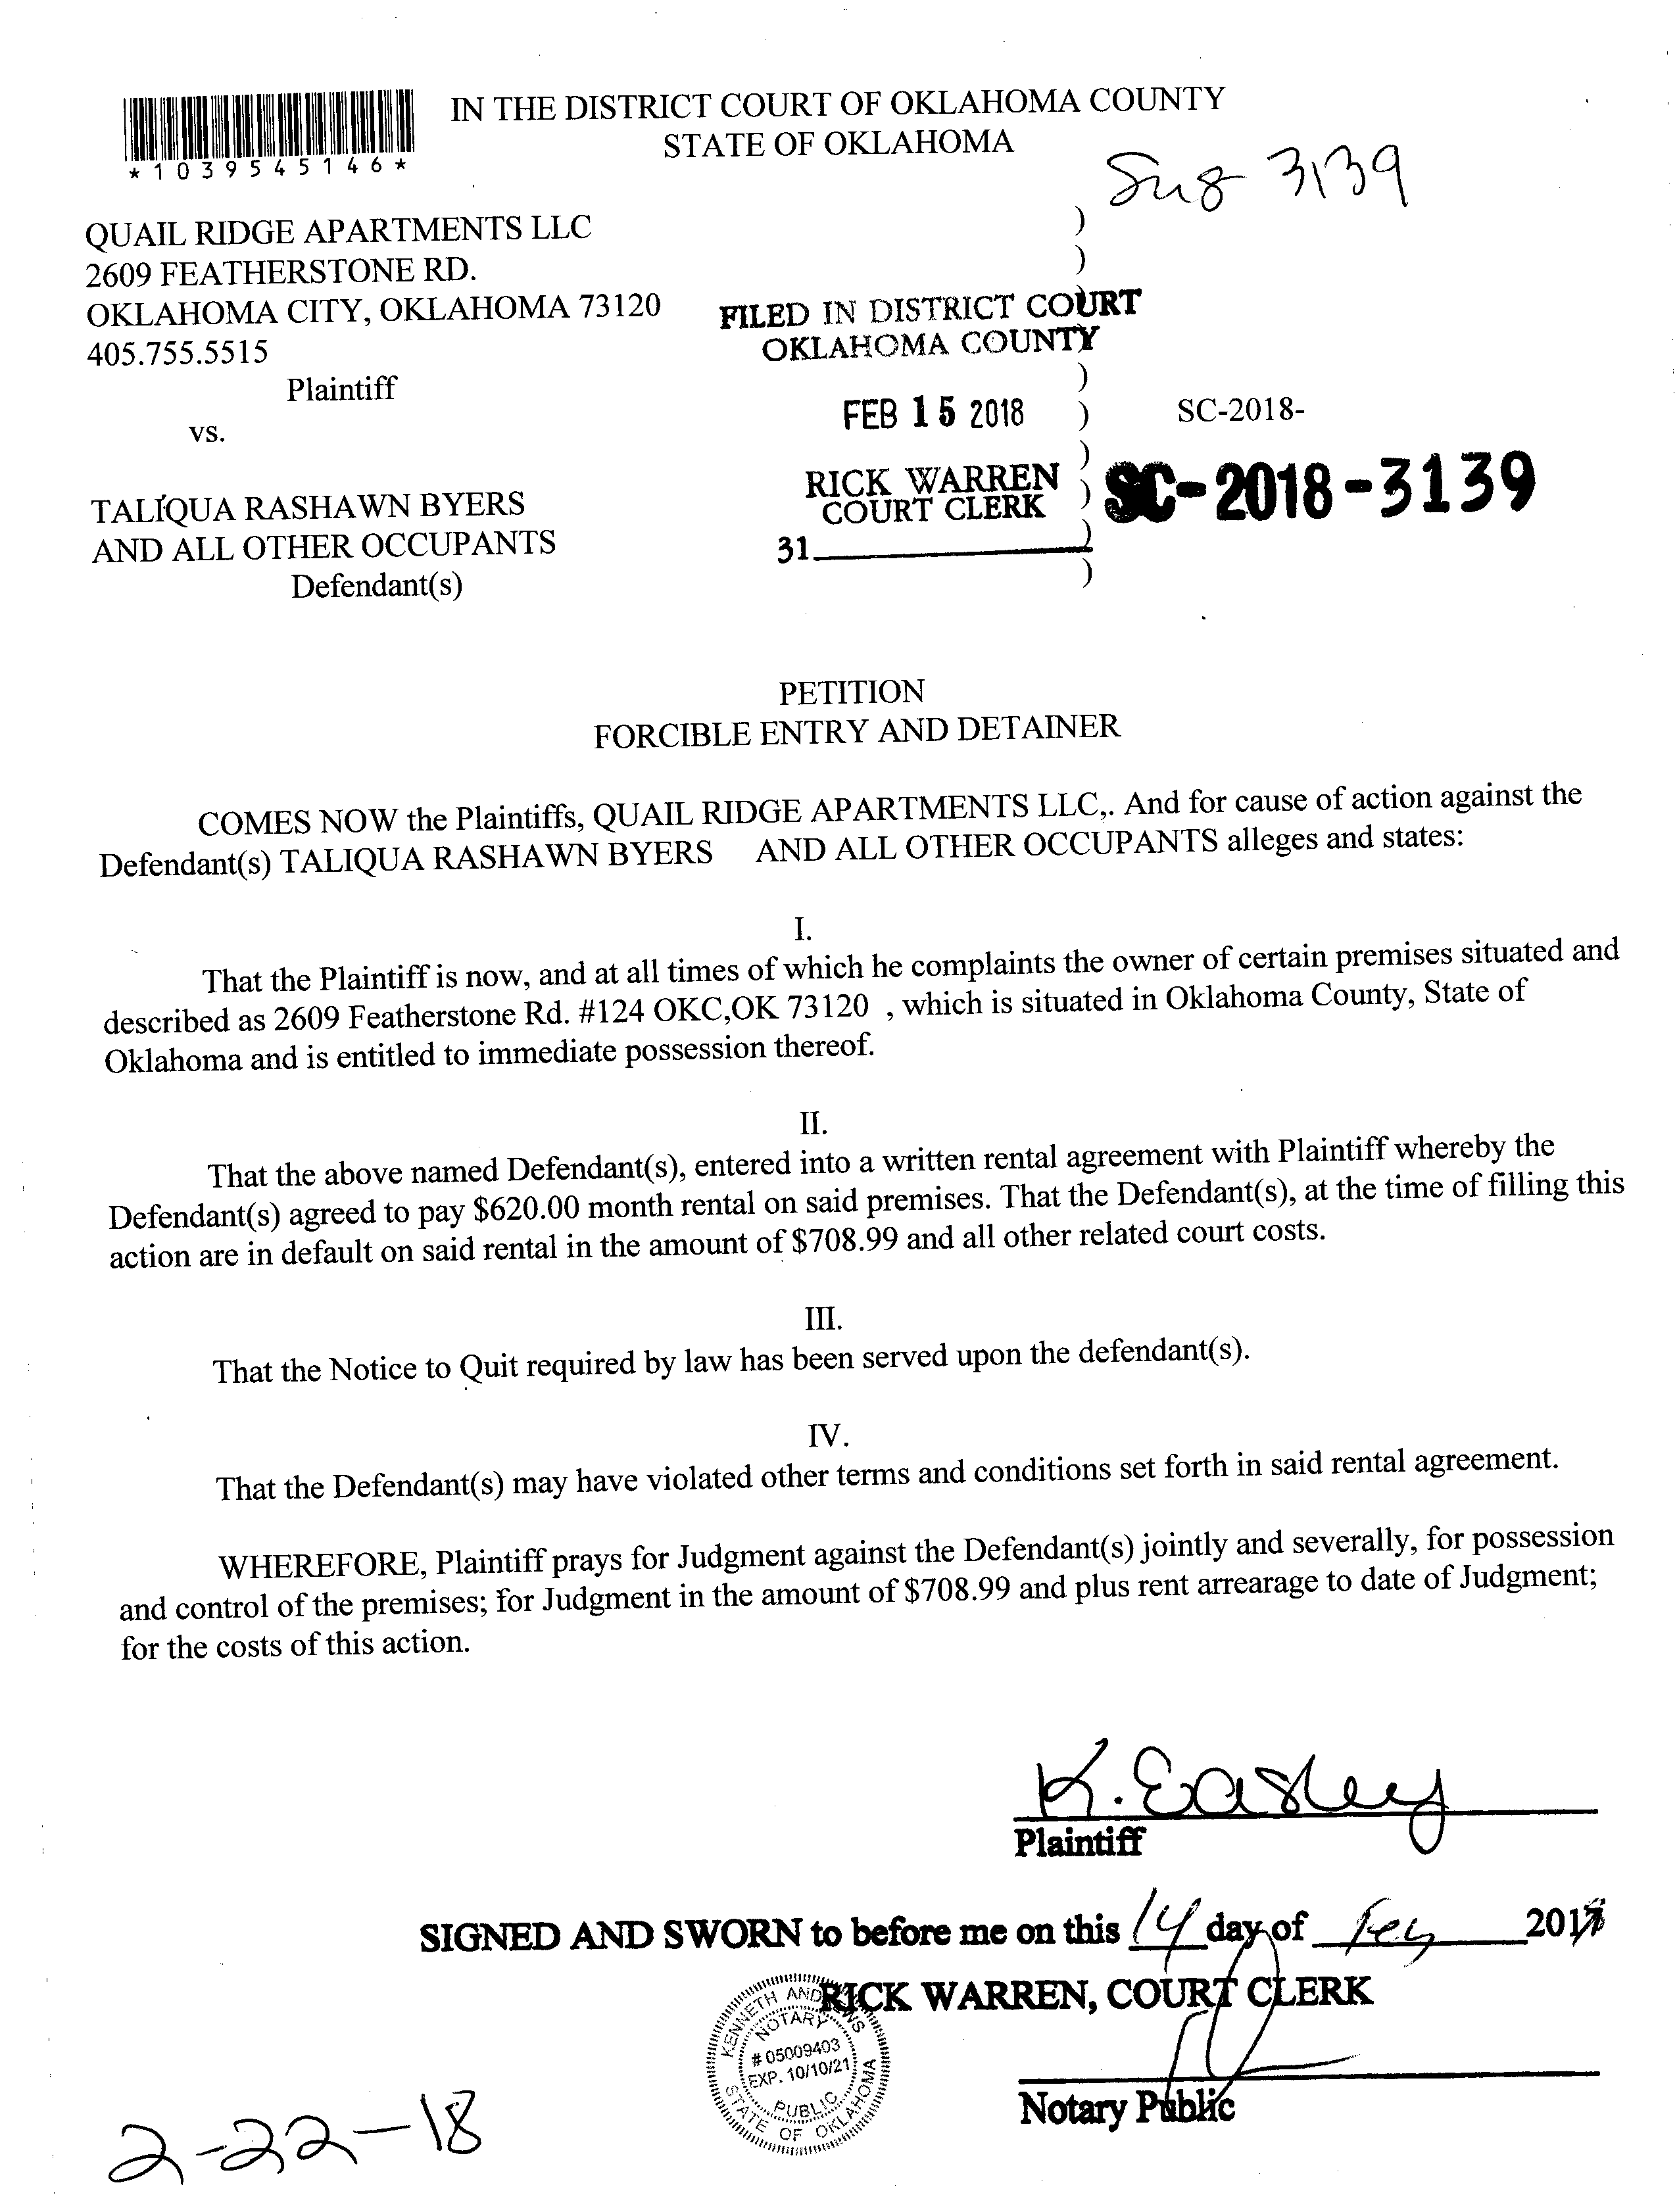 IN THE DISTRICT COURT OF OKLAHOMA COUNTY
STATE OF OKLAHOMA
*1039545146*
3139
QUAIL RIDGE APARTMENTS LLC )
2609 FEATHERSTONE RD. )
OKLAHOMA CITY, OKLAHOMA 73120
FILED IN DISTRICT COURT
OKLAHOMA COUNTY
405.755.5515
Plaintiff )
FEB 15 2018 ) SC-2018-
vs. )
RICK WARREN )
COURT CLERK
SC-2018-3139
TALIQUA RASHAWN BYERS
AND ALL OTHER OCCUPANTS )
31
Defendant(s) )
PETITION
FORCIBLE ENTRY AND DETAINER
COMES NOW the Plaintiffs, QUAIL RIDGE APARTMENTS LLC,. And for cause of action against the
Defendant(s) TALIQUA RASHAWN BYERS AND ALL OTHER OCCUPANTS alleges and states:
I.
That the Plaintiff is now, and at all times of which he complaints the owner of certain premises situated and
described as 2609 Featherstone Rd. #124 OKC,OK 73120 , which is situated in Oklahoma County, State of
Oklahoma and is entitled to immediate possession thereof.
II.
That the above named Defendant(s), entered into a written rental agreement with Plaintiff whereby the
Defendant(s) agreed to pay $620.00 month rental on said premises. That the Defendant(s), at the time of filling this
action are in default on said rental in the amount of $708.99 and all other related court costs.
III.
That the Notice to Quit required by law has been served upon the defendant(s).
IV.
That the Defendant(s) may have violated other terms and conditions set forth in said rental agreement.
WHEREFORE, Plaintiff prays for Judgment against the Defendant(s) jointly and severally, for possession
and control of the premises; for Judgment in the amount of $708.99 and plus rent arrearage to date of Judgment;
for the costs of this action.
K. Easley
Plaintiff
SIGNED AND SWORN to before me on this 14 day of Feb 201
RICK WARREN, COURT CLERK
KENNETH ANDREWS
NOTARY
# 05009403
EXP. 10/10/21
PUBLIC
STATE OF OKLAHOMA
Notary Public
2-22-18